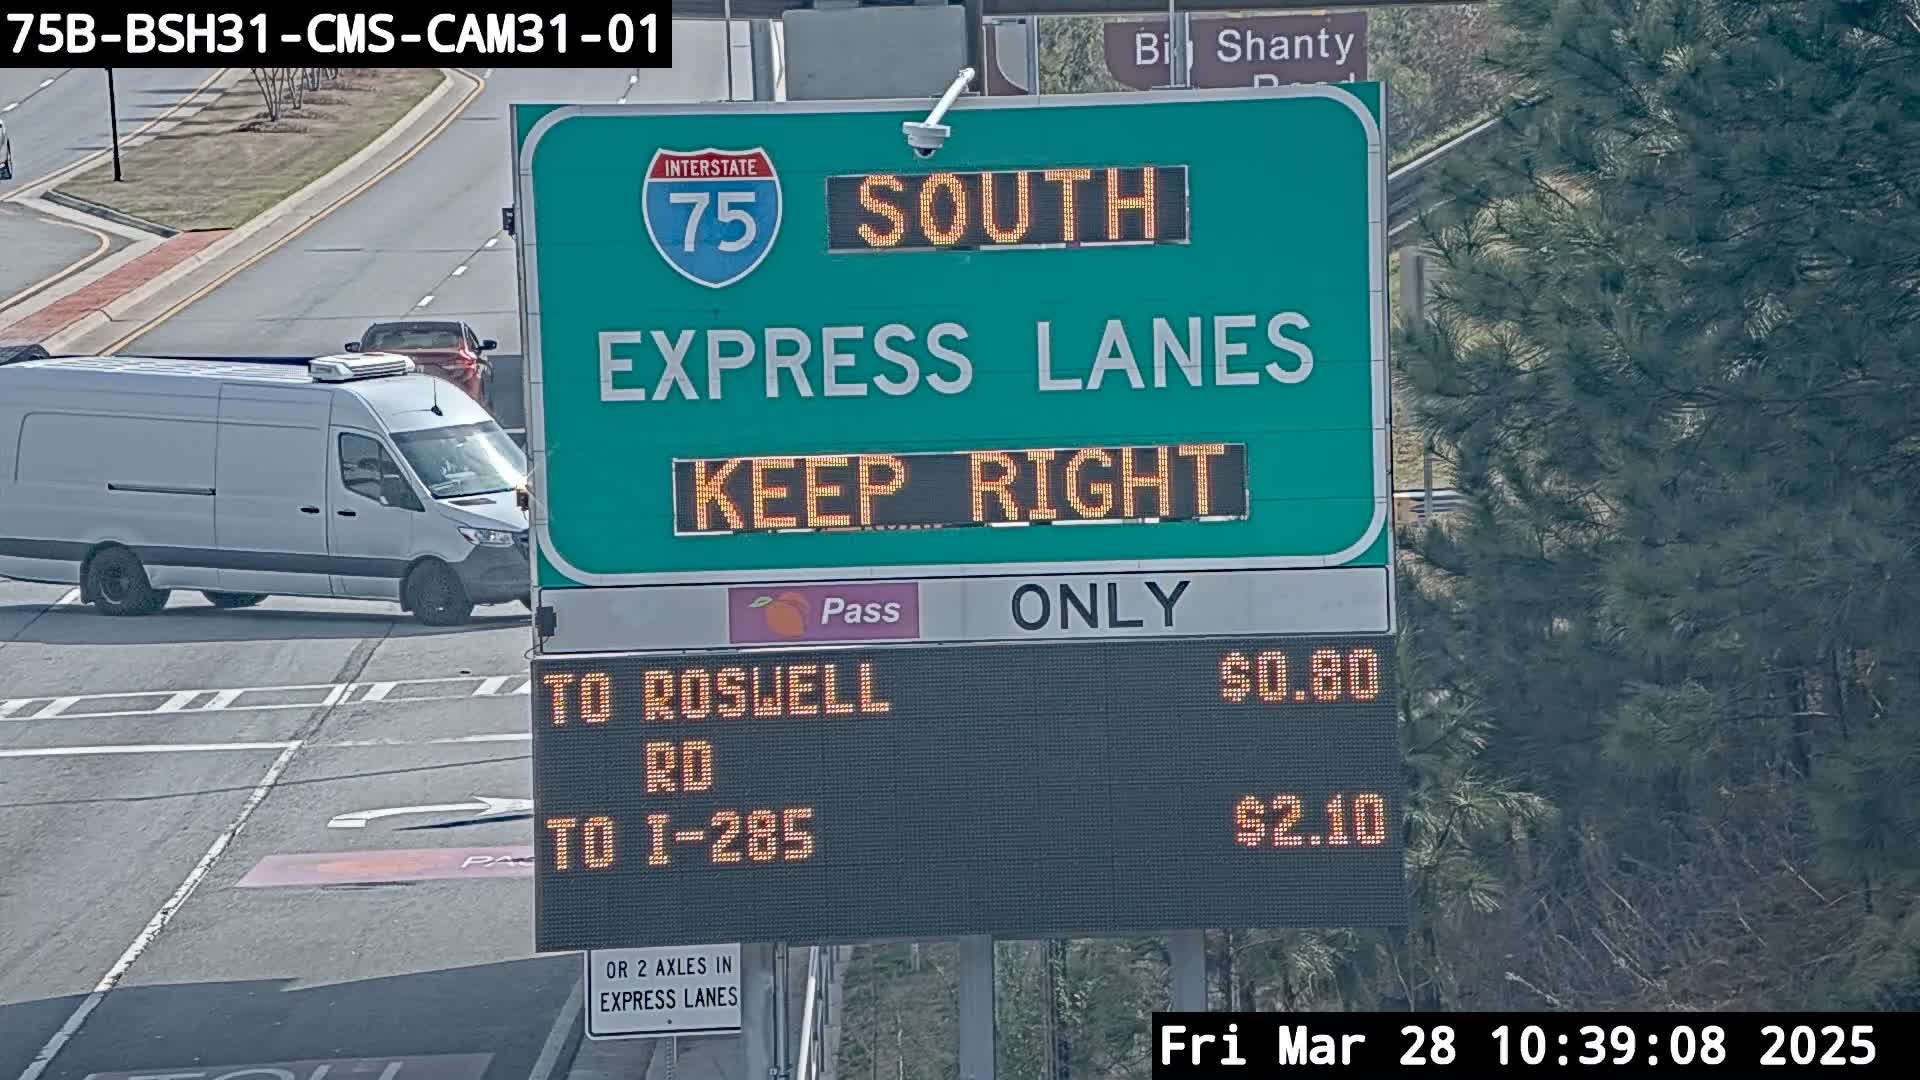 75B-BSH31-CMS-CAM31-01
Big Shanty
Road
INTERSTATE
75
SOUTH
EXPRESS LANES
KEEP RIGHT
Pass
ONLY
TO ROSWELL $0.80
RD
TO I-285 $2.10
OR 2 AXLES IN
EXPRESS LANES
TOLL
Fri Mar 28 10:39:08 2025